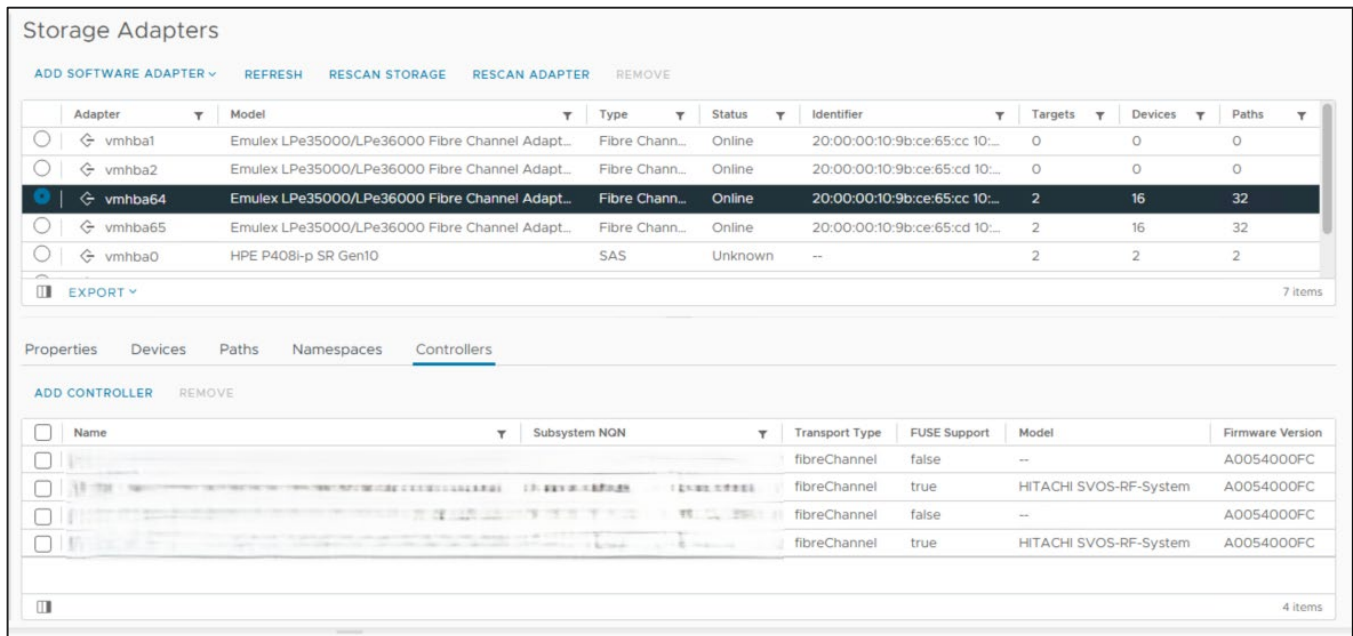 Storage Adapters
ADD SOFTWARE ADAPTER REFRESH RESCAN STORAGE RESCAN ADAPTER REMOVE
Adapter Model Type Status Identifier Targets Devices Paths
vmhba1 Emulex LPe35000/LPe36000 Fibre Channel Adapt... Fibre Chann... Online 20:00:00:10:9b:ce:65:cc 10:... 0 0 0
vmhba2 Emulex LPe35000/LPe36000 Fibre Channel Adapt... Fibre Chann... Online 20:00:00:10:9b:ce:65:cd 10:... 0 0 0
vmhba64 Emulex LPe35000/LPe36000 Fibre Channel Adapt... Fibre Chann... Online 20:00:00:10:9b:ce:65:cc 10:... 2 16 32
vmhba65 Emulex LPe35000/LPe36000 Fibre Channel Adapt... Fibre Chann... Online 20:00:00:10:9b:ce:65:cd 10:... 2 16 32
vmhba0 HPE P408i-p SR Gen10 SAS Unknown -- 2 2 2
EXPORT 7 items
Properties Devices Paths Namespaces Controllers
ADD CONTROLLER REMOVE
Name Subsystem NQN Transport Type FUSE Support Model Firmware Version
fibreChannel false -- A0054000FC
fibreChannel true HITACHI SVOS-RF-System A0054000FC
fibreChannel false -- A0054000FC
fibreChannel true HITACHI SVOS-RF-System A0054000FC
4 items